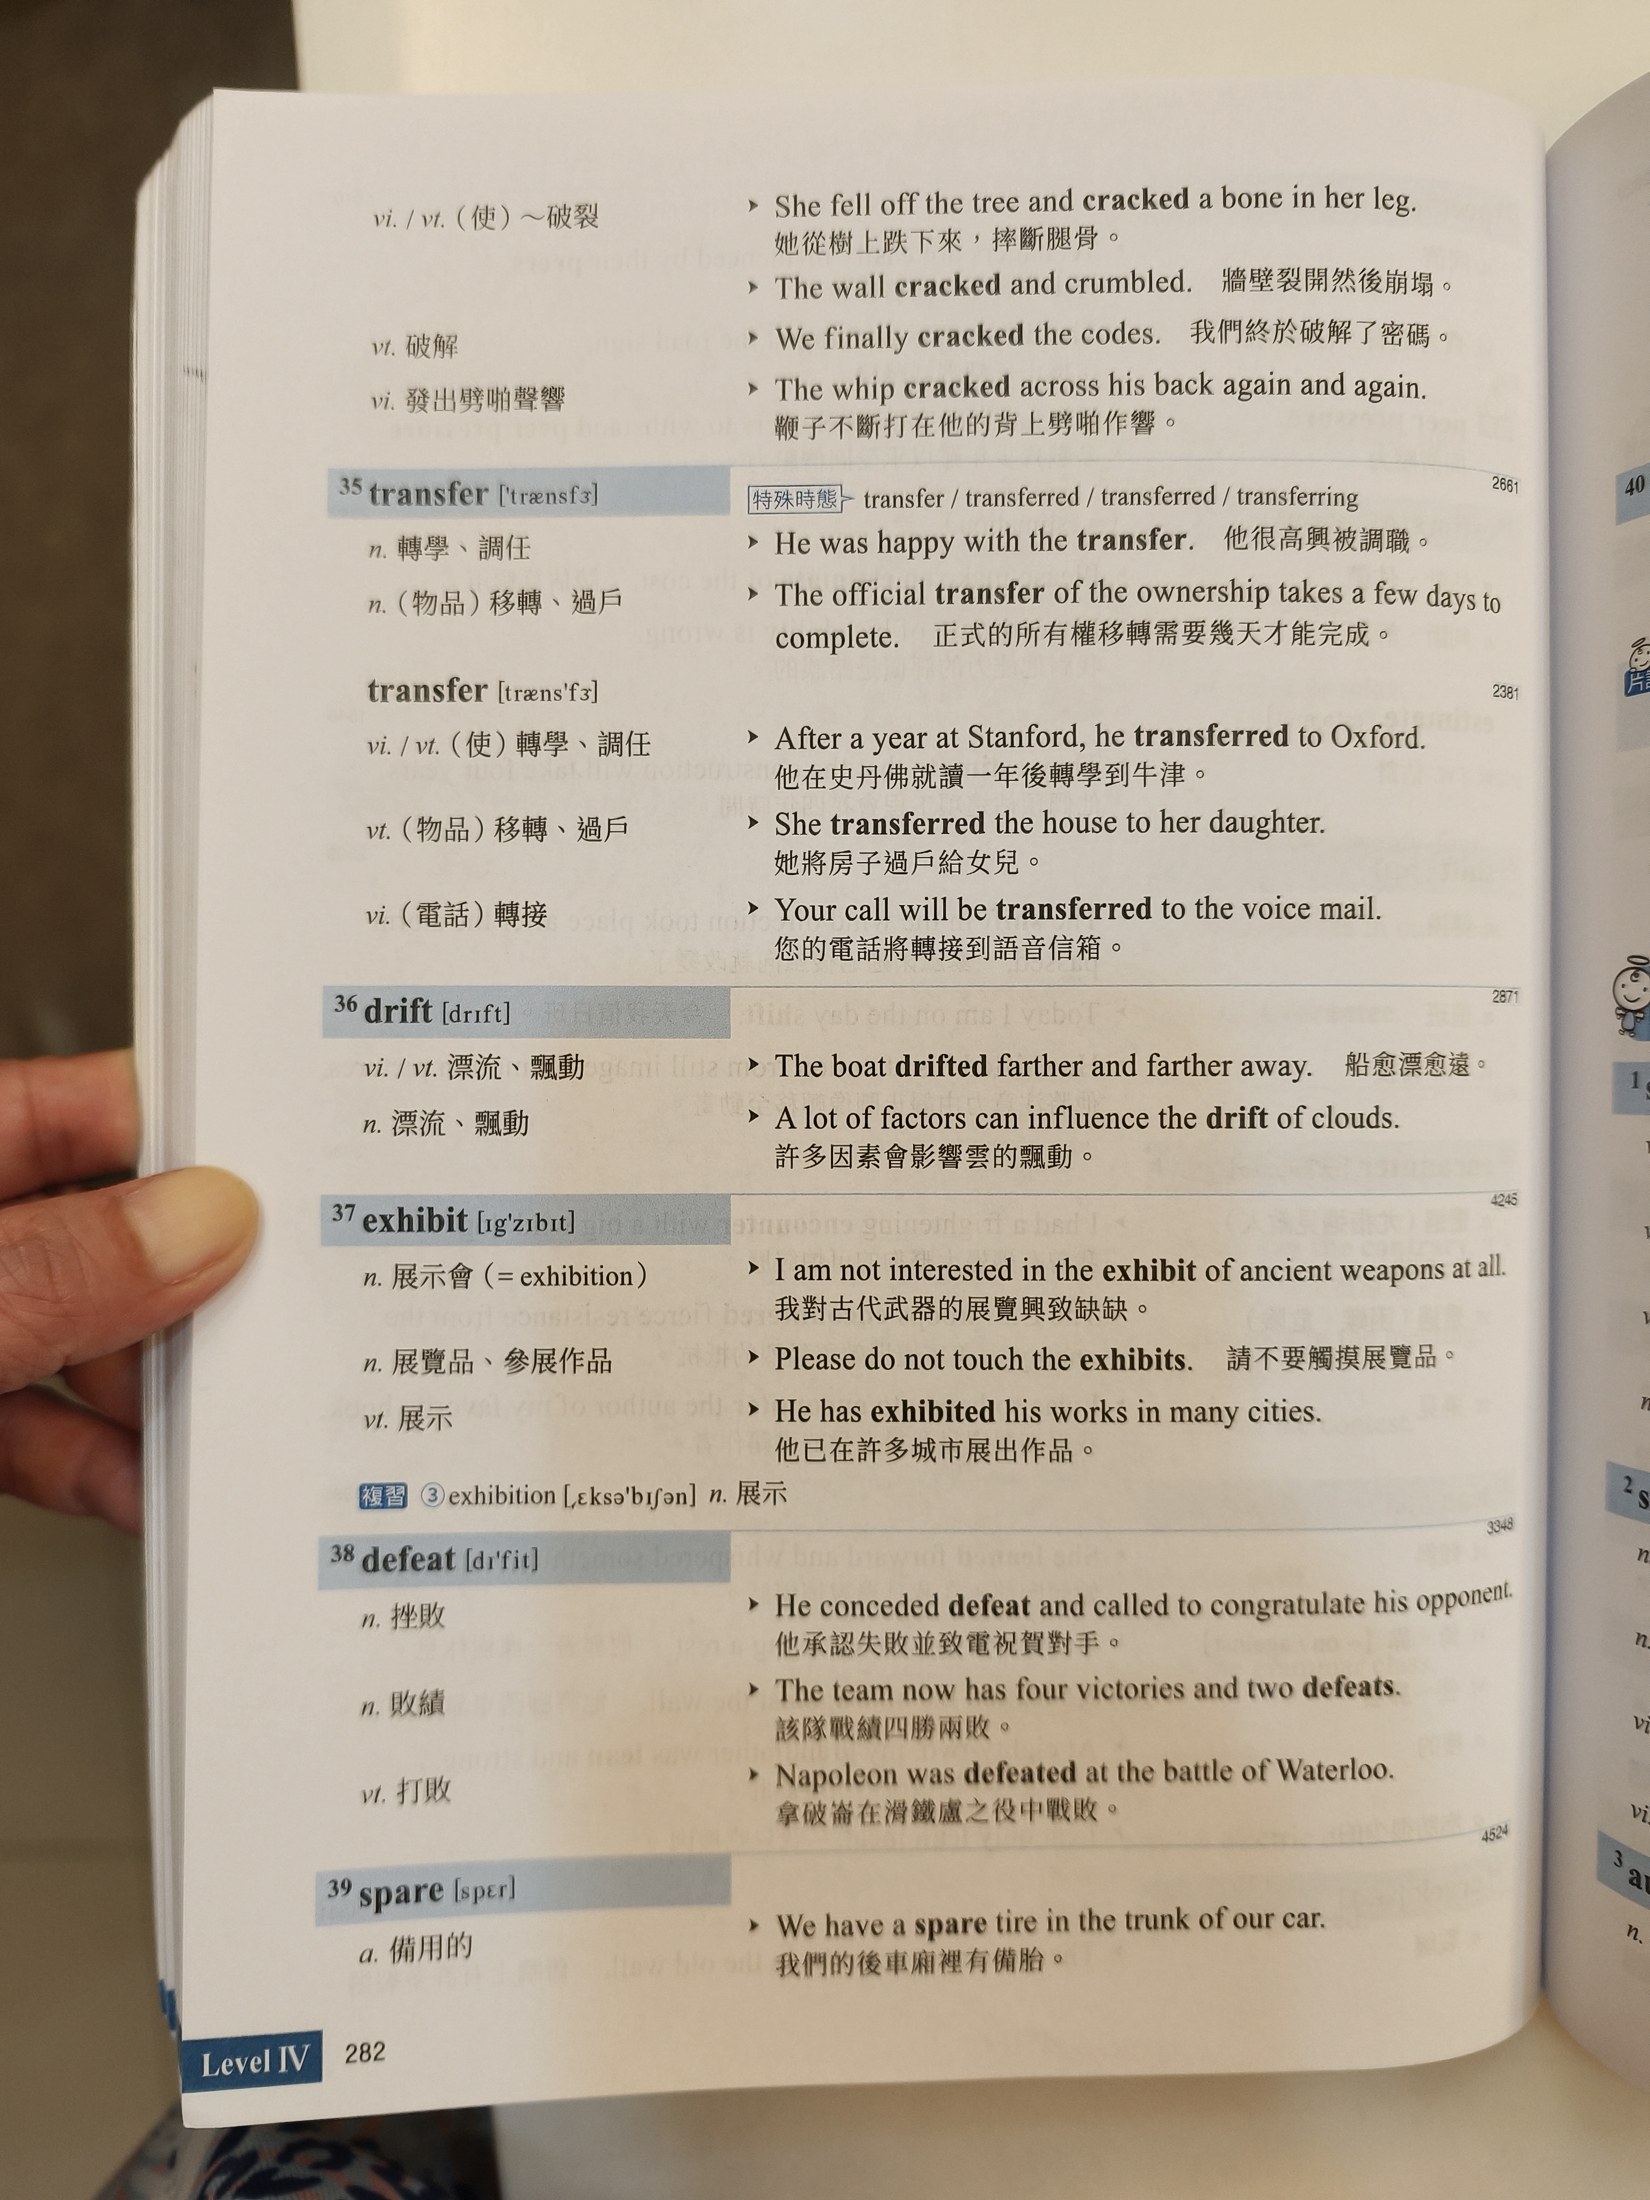 vi. / vt.（使）～破裂
➤ She fell off the tree and cracked a bone in her leg.
她從樹上跌下來，摔斷腿骨。
➤ The wall cracked and crumbled. 牆壁裂開然後崩塌。
vt. 破解
➤ We finally cracked the codes. 我們終於破解了密碼。
vi. 發出劈啪聲響
➤ The whip cracked across his back again and again.
鞭子不斷打在他的背上劈啪作響。
35 transfer [ˈtrænsfɝ]
特殊時態 transfer / transferred / transferred / transferring 2661
n. 轉學、調任
➤ He was happy with the transfer. 他很高興被調職。
n.（物品）移轉、過戶
➤ The official transfer of the ownership takes a few days to
complete. 正式的所有權移轉需要幾天才能完成。
transfer [trænsˈfɝ] 2381
vi. / vt.（使）轉學、調任
➤ After a year at Stanford, he transferred to Oxford.
他在史丹佛就讀一年後轉學到牛津。
vt.（物品）移轉、過戶
➤ She transferred the house to her daughter.
她將房子過戶給女兒。
vi.（電話）轉接
➤ Your call will be transferred to the voice mail.
您的電話將轉接到語音信箱。
36 drift [drɪft] 2871
vi. / vt. 漂流、飄動
➤ The boat drifted farther and farther away. 船愈漂愈遠。
n. 漂流、飄動
➤ A lot of factors can influence the drift of clouds.
許多因素會影響雲的飄動。
37 exhibit [ɪgˈzɪbɪt] 4245
n. 展示會（= exhibition）
➤ I am not interested in the exhibit of ancient weapons at all.
我對古代武器的展覽興致缺缺。
n. 展覽品、參展作品
➤ Please do not touch the exhibits. 請不要觸摸展覽品。
vt. 展示
➤ He has exhibited his works in many cities.
他已在許多城市展出作品。
複習 ③ exhibition [ˌɛksəˈbɪʃən] n. 展示
38 defeat [dɪˈfit] 3348
n. 挫敗
➤ He conceded defeat and called to congratulate his opponent.
他承認失敗並致電祝賀對手。
n. 敗績
➤ The team now has four victories and two defeats.
該隊戰績四勝兩敗。
vt. 打敗
➤ Napoleon was defeated at the battle of Waterloo.
拿破崙在滑鐵盧之役中戰敗。
39 spare [spɛr] 4524
a. 備用的
➤ We have a spare tire in the trunk of our car.
我們的後車廂裡有備胎。
Level IV 282
40
1
2
3